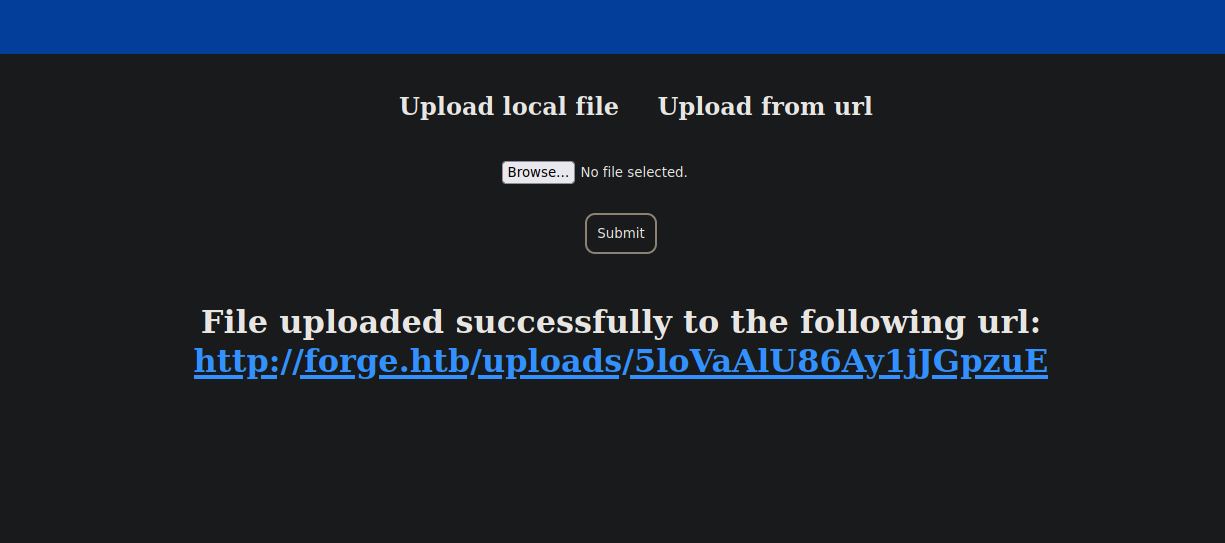 Upload local file Upload from url
Browse... No file selected.
Submit
File uploaded successfully to the following url:
http://forge.htb/uploads/5loVaAlU86Ay1jJGpzuE